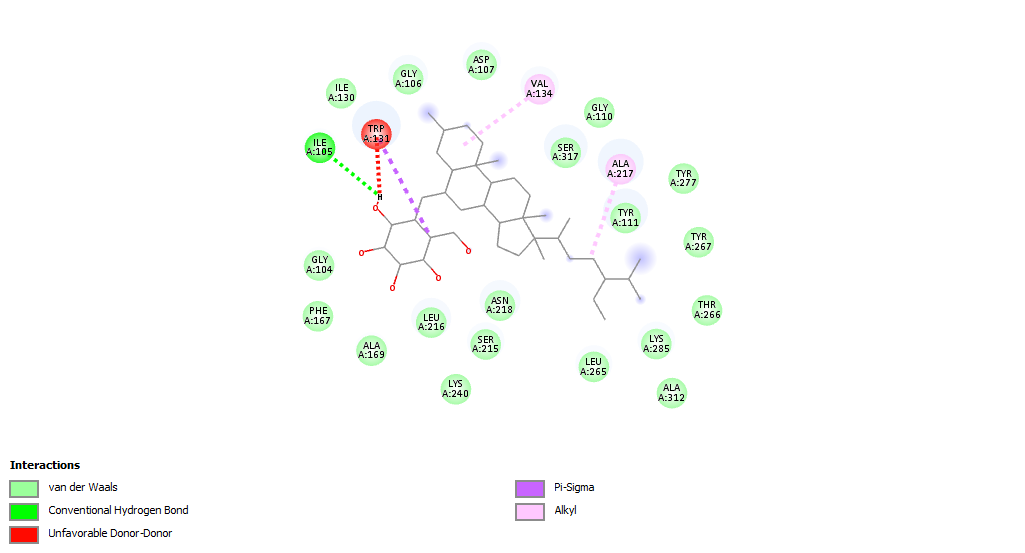 ASP
A:107
GLY
A:106
VAL
A:134
ILE
A:130
GLY
A:110
TRP
A:131
ILE
A:105
SER
A:317
ALA
A:217
TYR
A:277
H
O
TYR
A:111
TYR
A:267
O
O
GLY
A:104
O
O
ASN
A:218
THR
A:266
PHE
A:167
LEU
A:216
SER
A:215
LYS
A:285
ALA
A:169
LEU
A:265
LYS
A:240
ALA
A:312
Interactions
van der Waals
Conventional Hydrogen Bond
Unfavorable Donor-Donor
Pi-Sigma
Alkyl